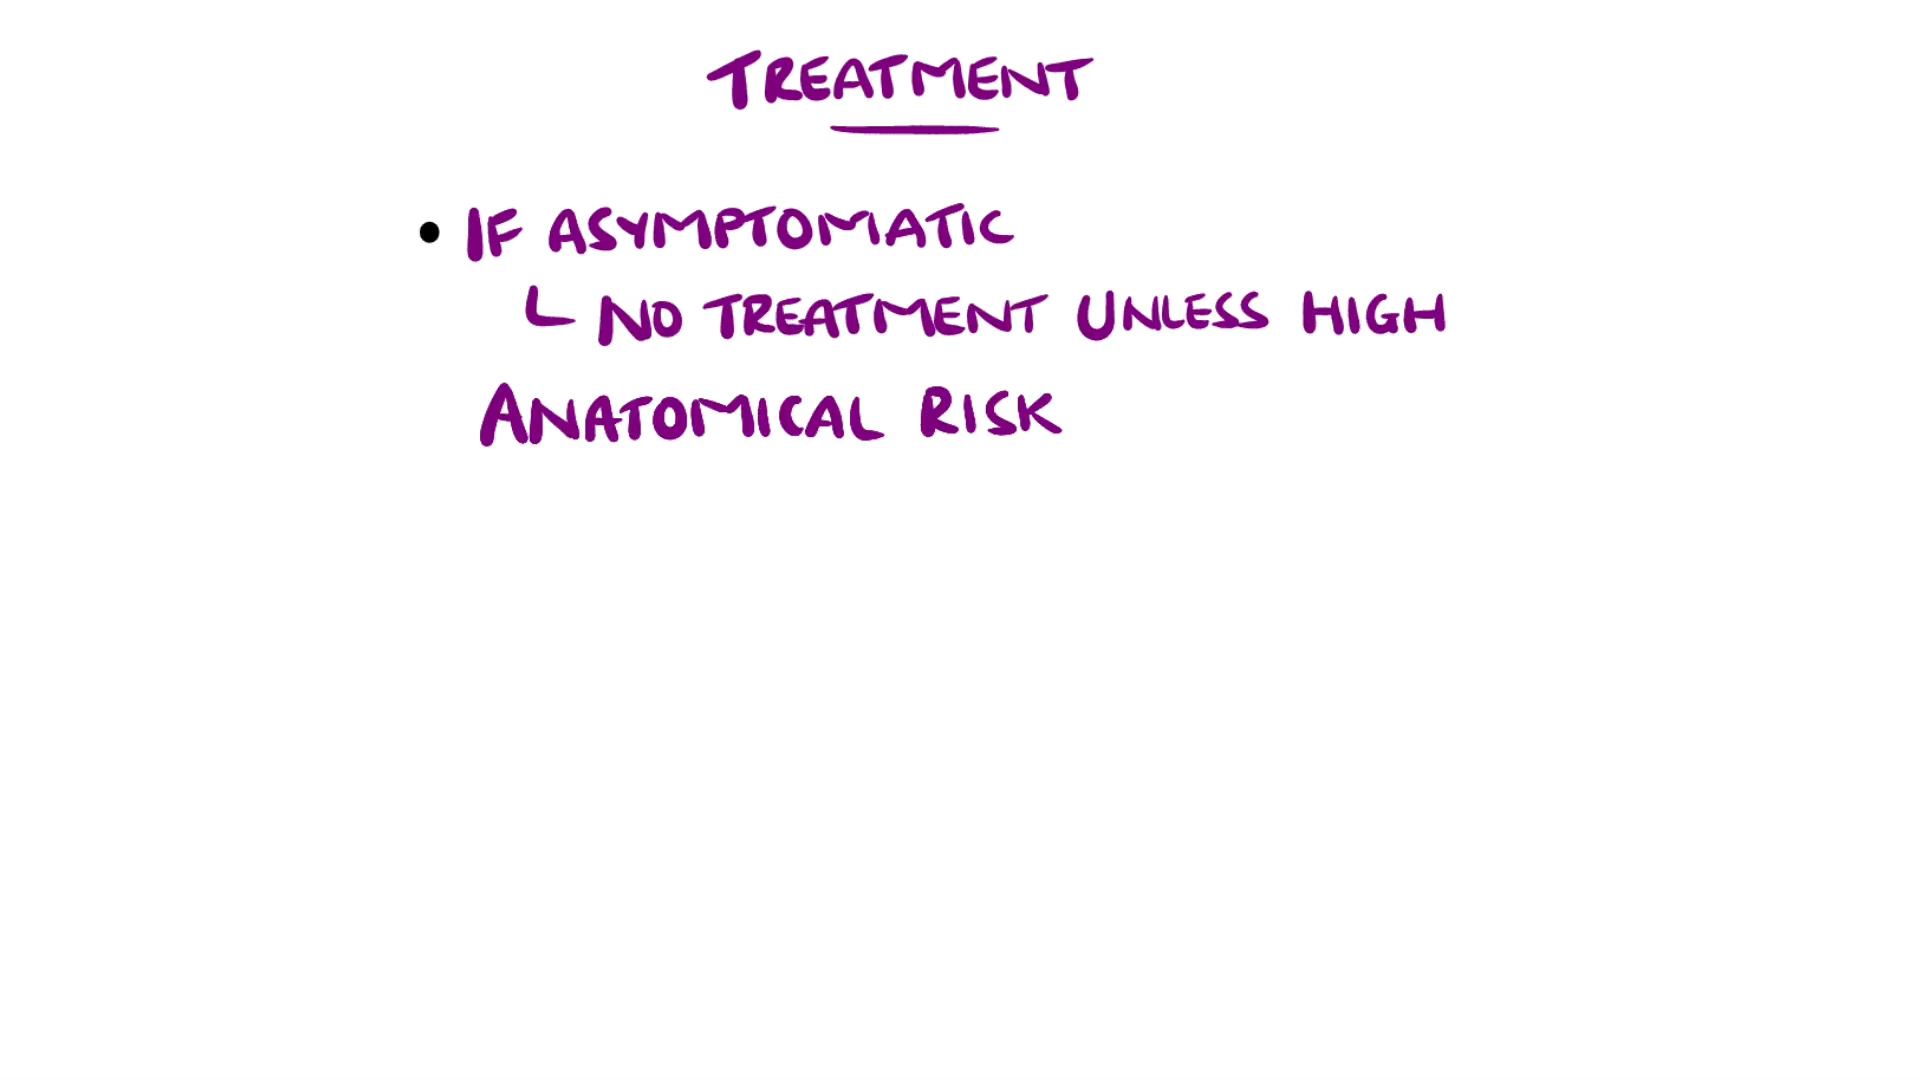 TREATMENT
• IF ASYMPTOMATIC
└ NO TREATMENT UNLESS HIGH
ANATOMICAL RISK